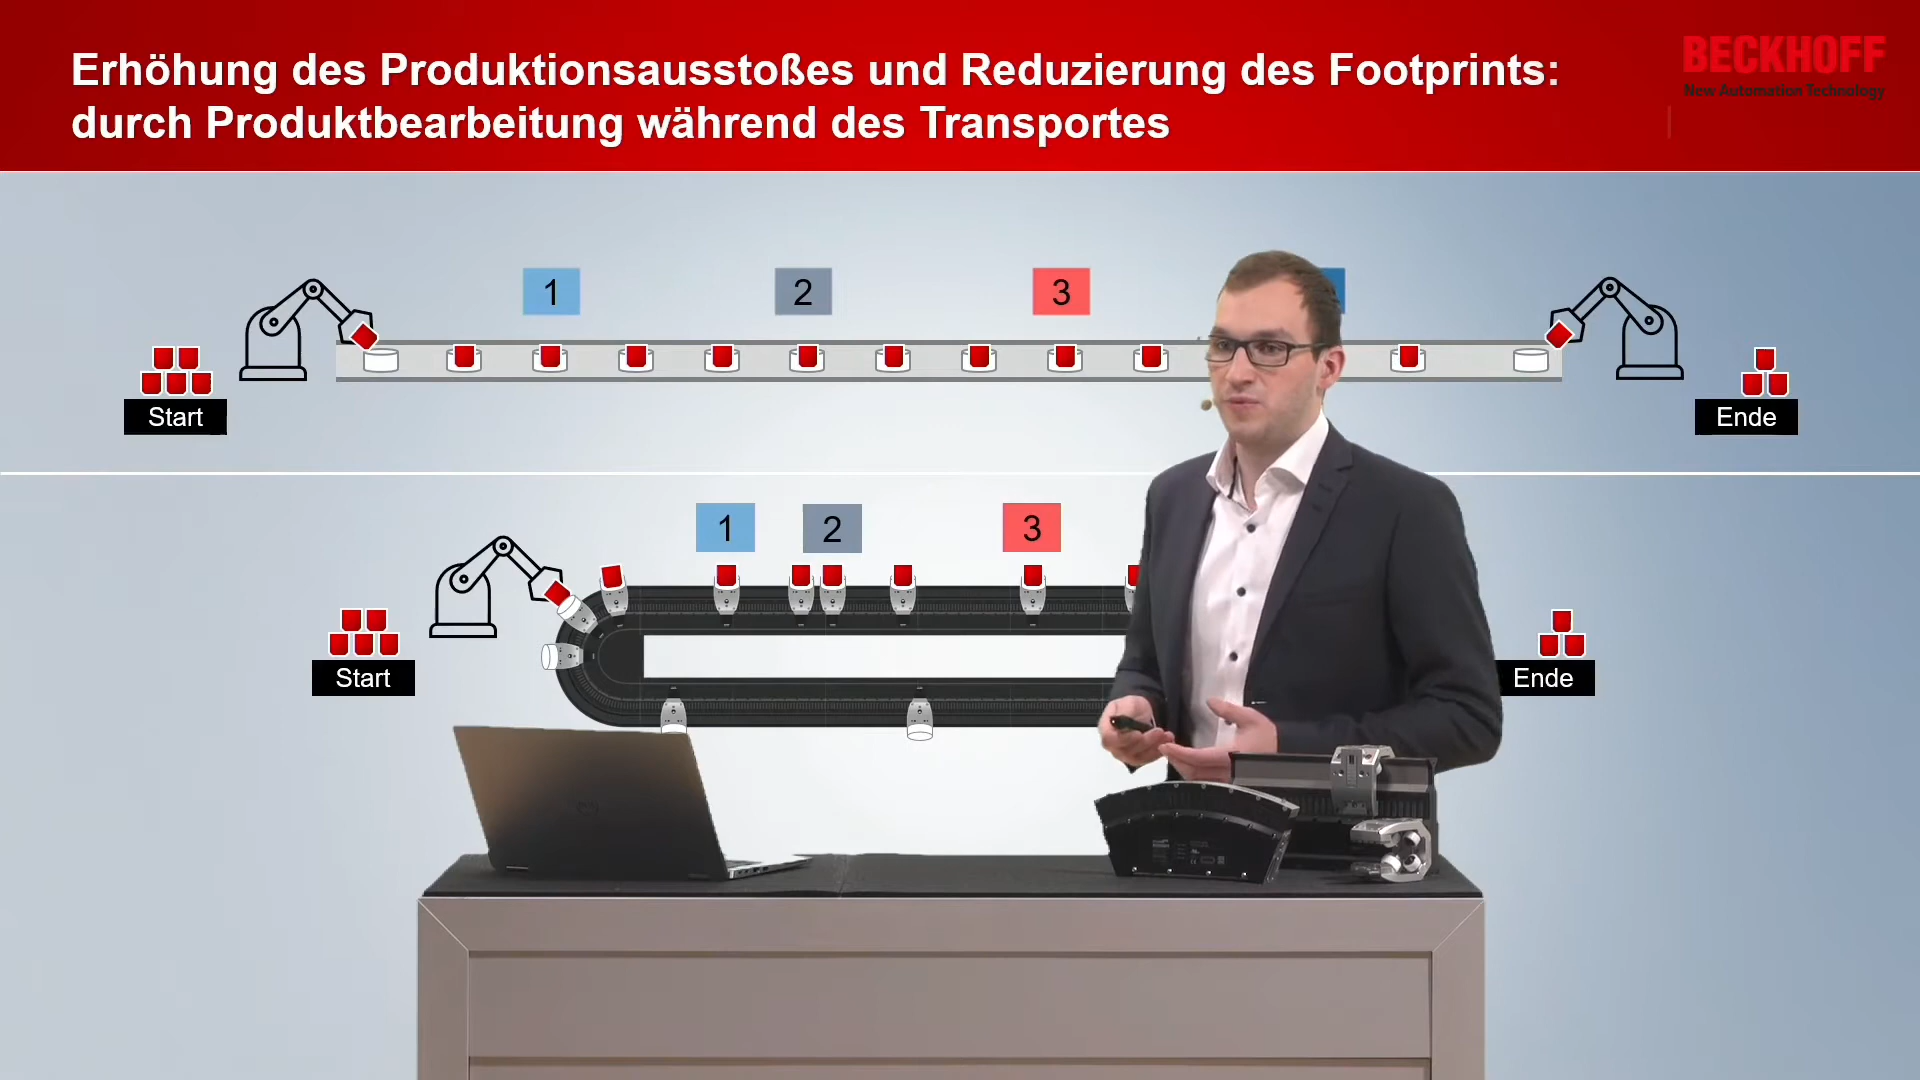 Erhöhung des Produktionsausstoßes und Reduzierung des Footprints:
durch Produktbearbeitung während des Transportes
BECKHOFF
New Automation Technology
1
2
3
Start
Ende
1
2
3
Start
Ende